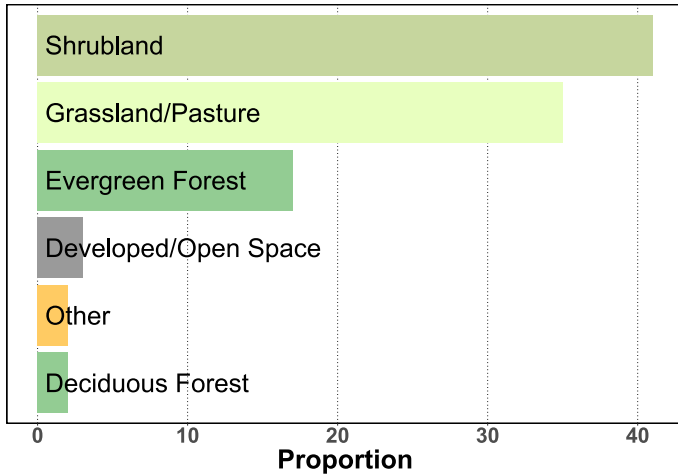 Shrubland
Grassland/Pasture
Evergreen Forest
Developed/Open Space
Other
Deciduous Forest
0 10 20 30 40
Proportion